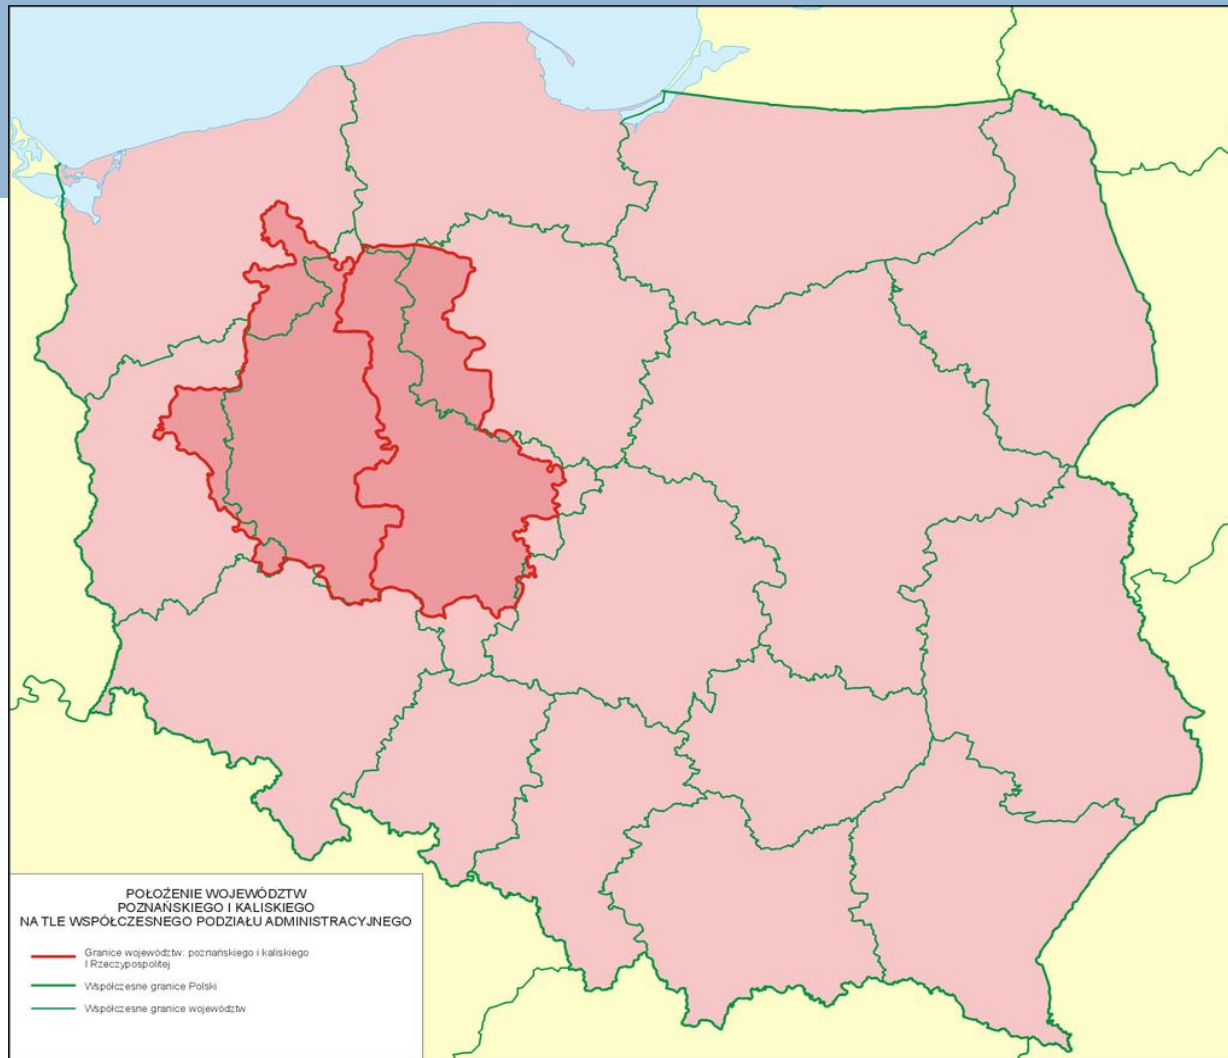 POŁOŻENIE WOJEWÓDZTW
POZNAŃSKIEGO I KALISKIEGO
NA TLE WSPÓŁCZESNEGO PODZIAŁU ADMINISTRACYJNEGO
Granice województw: poznańskiego i kaliskiego
I Rzeczypospolitej
Współczesne granice Polski
Współczesne granice województw